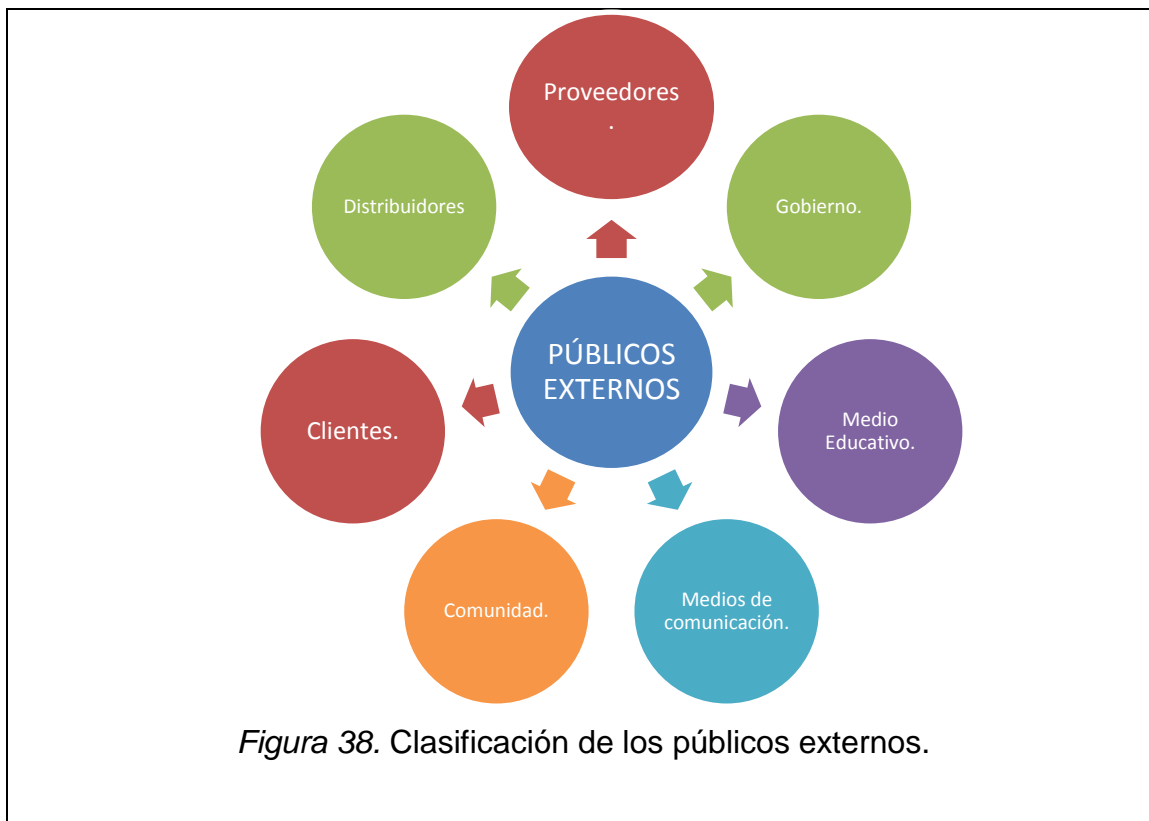 Proveedores
.
Distribuidores
Gobierno.
PÚBLICOS
EXTERNOS
Clientes.
Medio
Educativo.
Comunidad.
Medios de
comunicación.
Figura 38. Clasificación de los públicos externos.